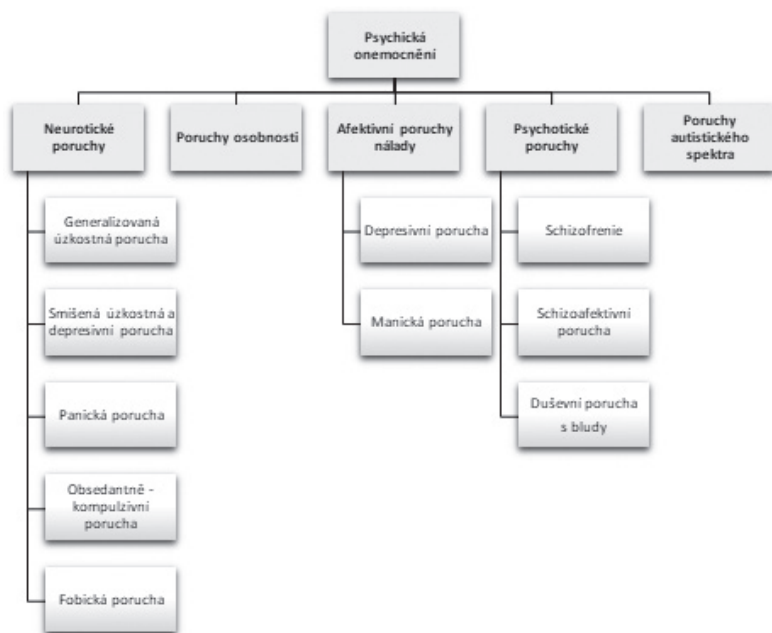 Psychická
onemocnění
Neurotické
poruchy
Poruchy osobnosti
Afektivní poruchy
nálady
Psychotické
poruchy
Poruchy
autistického
spektra
Generalizovaná
úzkostná porucha
Smíšená úzkostná a
depresivní porucha
Panická porucha
Obsedantně -
kompulzivní
porucha
Fobická porucha
Depresivní porucha
Manická porucha
Schizofrenie
Schizoafektivní
porucha
Duševní porucha
s bludy